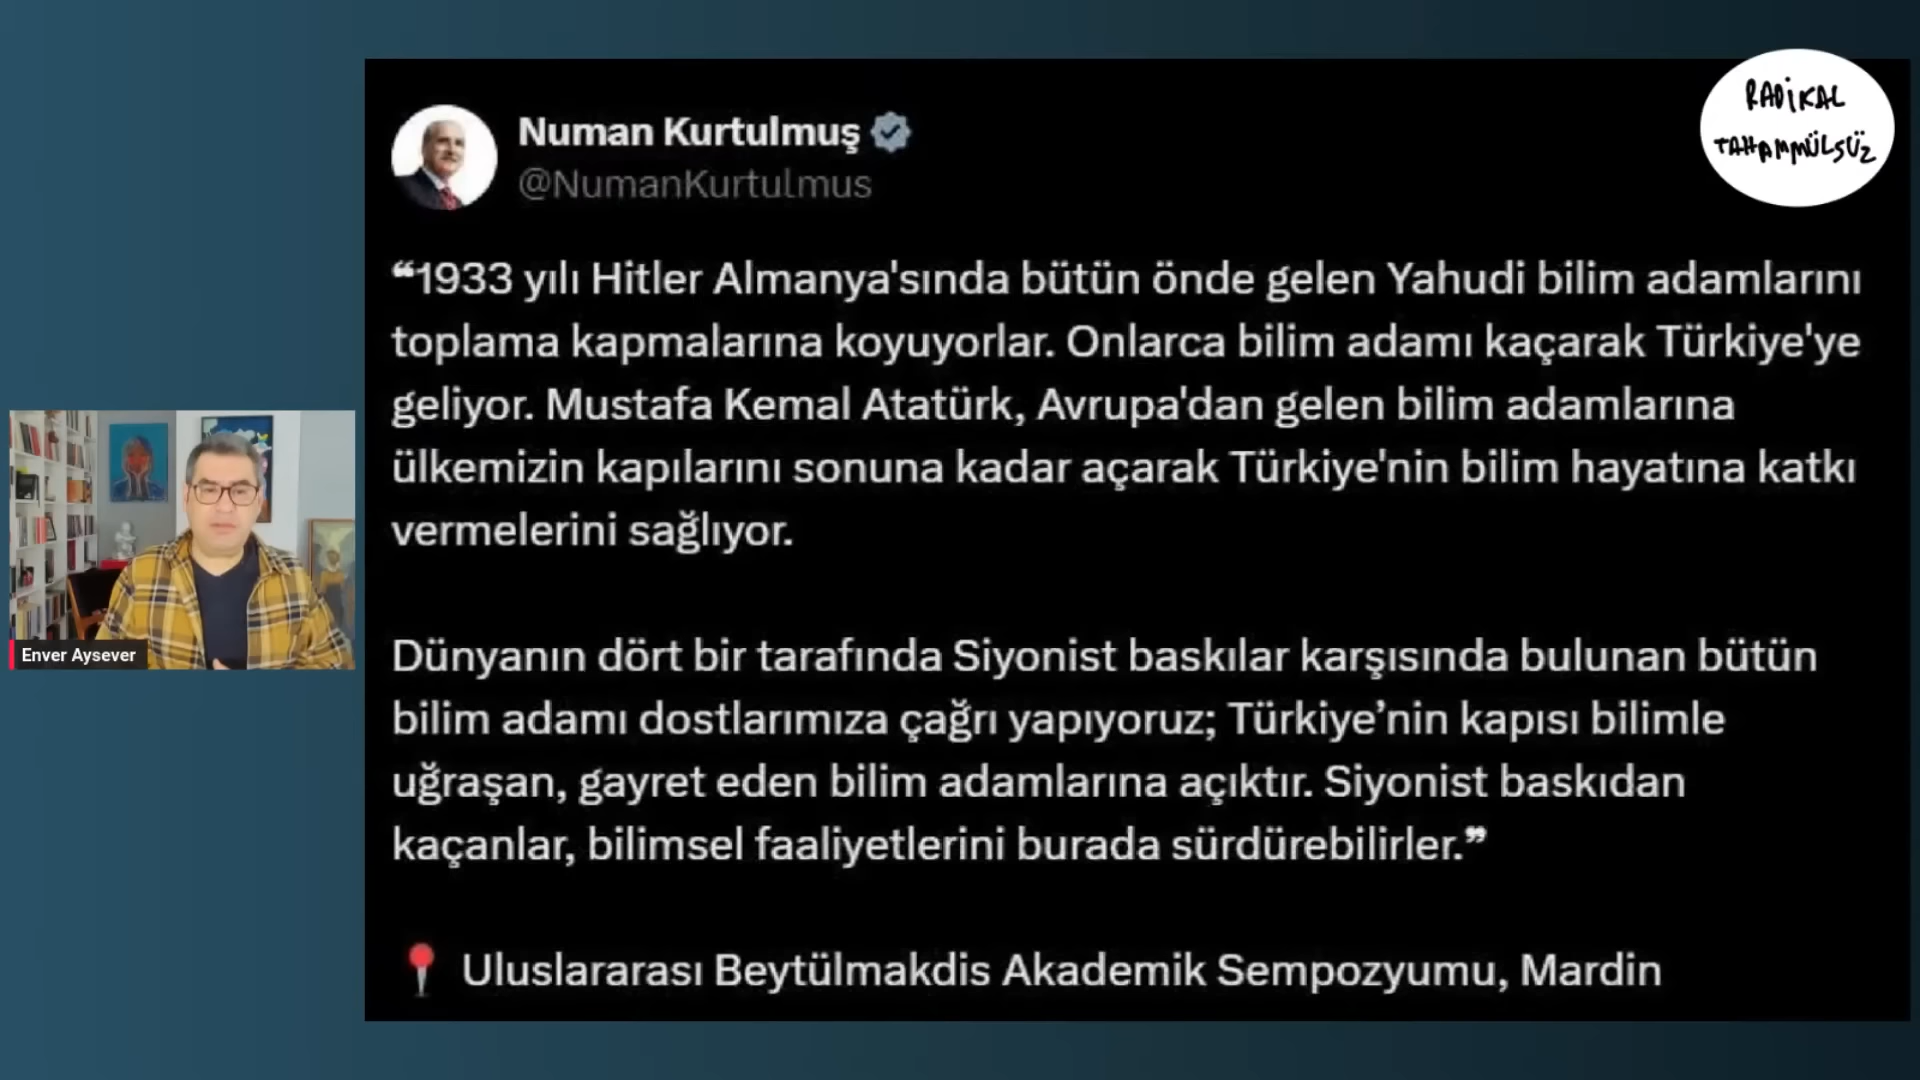 RADİKAL
TAHAMMÜLSÜZ
Numan Kurtulmuş
@NumanKurtulmus
“1933 yılı Hitler Almanya'sında bütün önde gelen Yahudi bilim adamlarını
toplama kapmalarına koyuyorlar. Onlarca bilim adamı kaçarak Türkiye'ye
geliyor. Mustafa Kemal Atatürk, Avrupa'dan gelen bilim adamlarına
ülkemizin kapılarını sonuna kadar açarak Türkiye'nin bilim hayatına katkı
vermelerini sağlıyor.
Dünyanın dört bir tarafında Siyonist baskılar karşısında bulunan bütün
bilim adamı dostlarımıza çağrı yapıyoruz; Türkiye’nin kapısı bilimle
uğraşan, gayret eden bilim adamlarına açıktır. Siyonist baskıdan
kaçanlar, bilimsel faaliyetlerini burada sürdürebilirler.”
Uluslararası Beytülmakdis Akademik Sempozyumu, Mardin
Enver Aysever